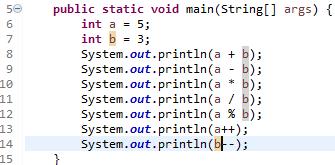 5 public static void main(String[] args) {
6 int a = 5;
7 int b = 3;
8 System.out.println(a + b);
9 System.out.println(a - b);
10 System.out.println(a * b);
11 System.out.println(a / b);
12 System.out.println(a % b);
13 System.out.println(a++);
14 System.out.println(b--);
15 }